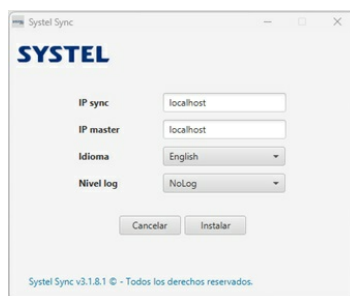 Systel Sync
SYSTEL
IP sync localhost
IP master localhost
Idioma English
Nivel log NoLog
Cancelar Instalar
Systel Sync v3.1.8.1 © - Todos los derechos reservados.